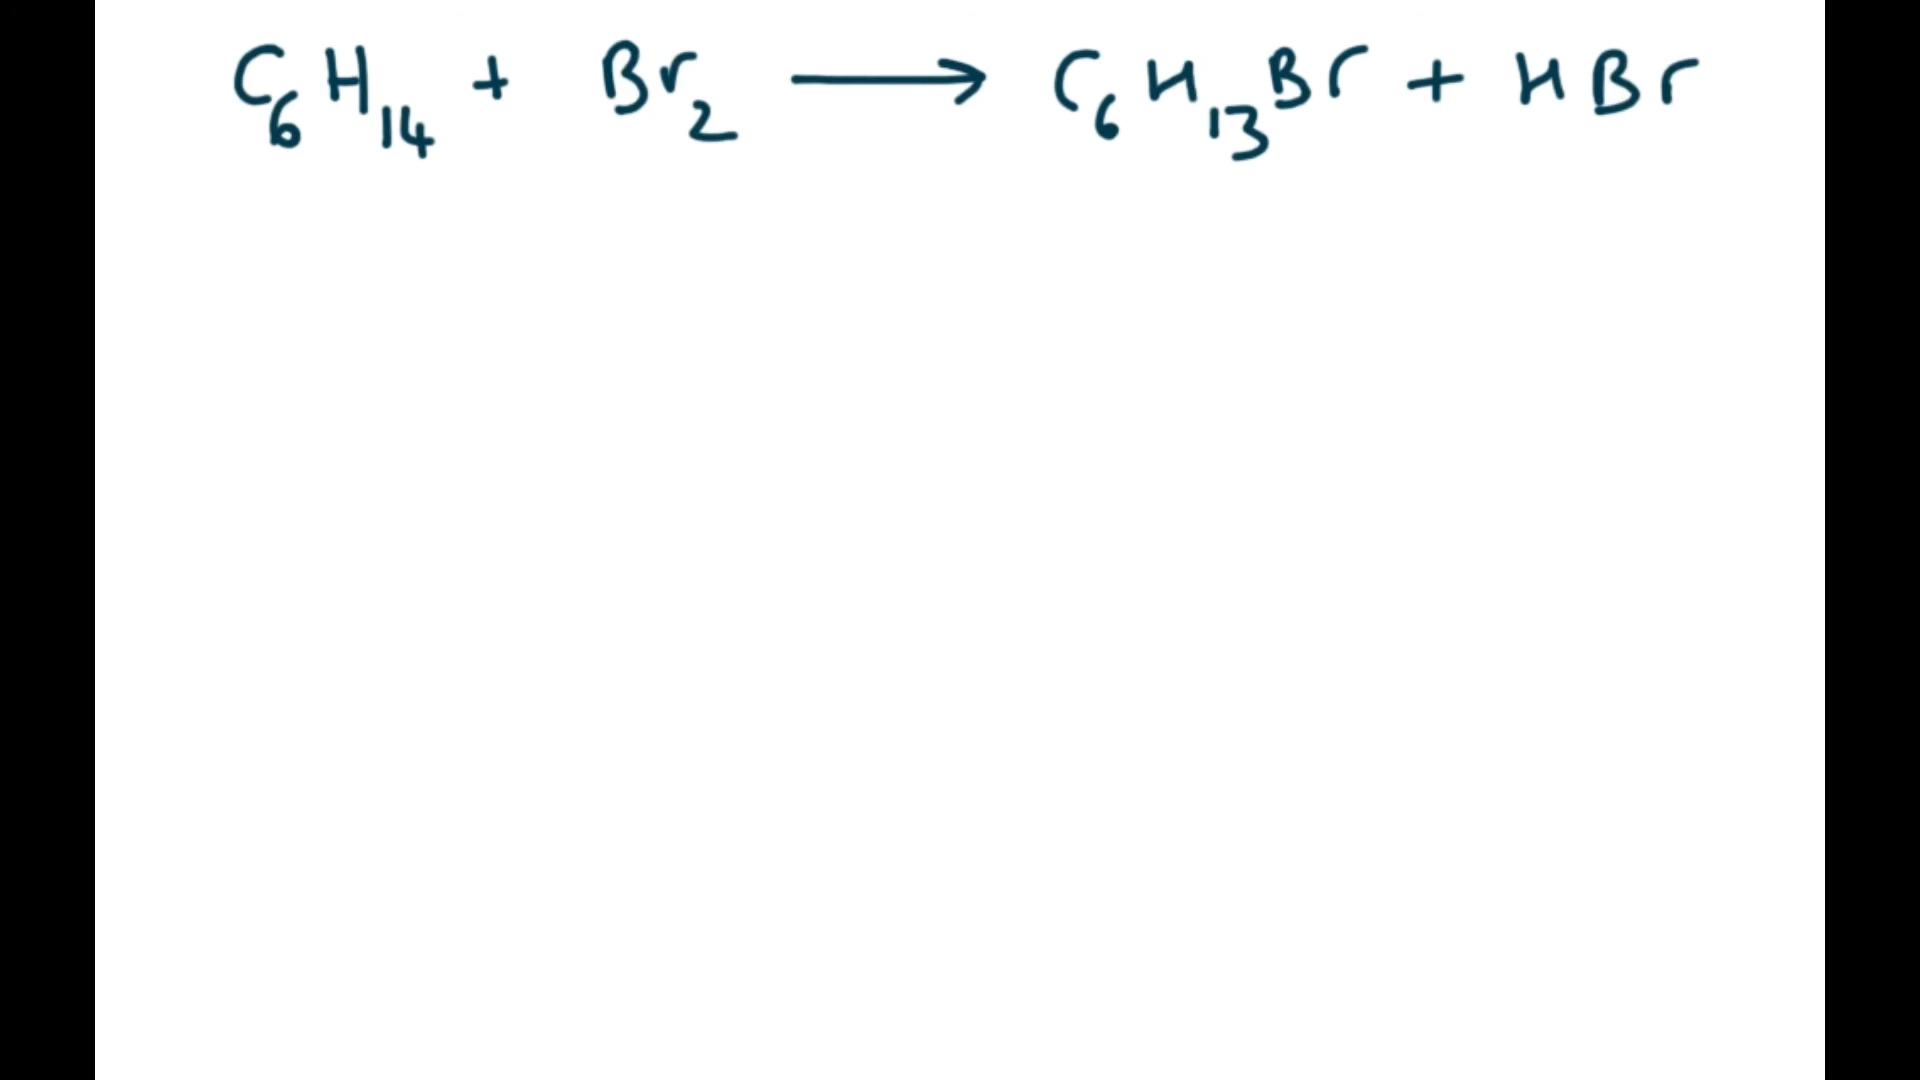 C₆H₁₄ + Br₂ ⟶ C₆H₁₃Br + HBr